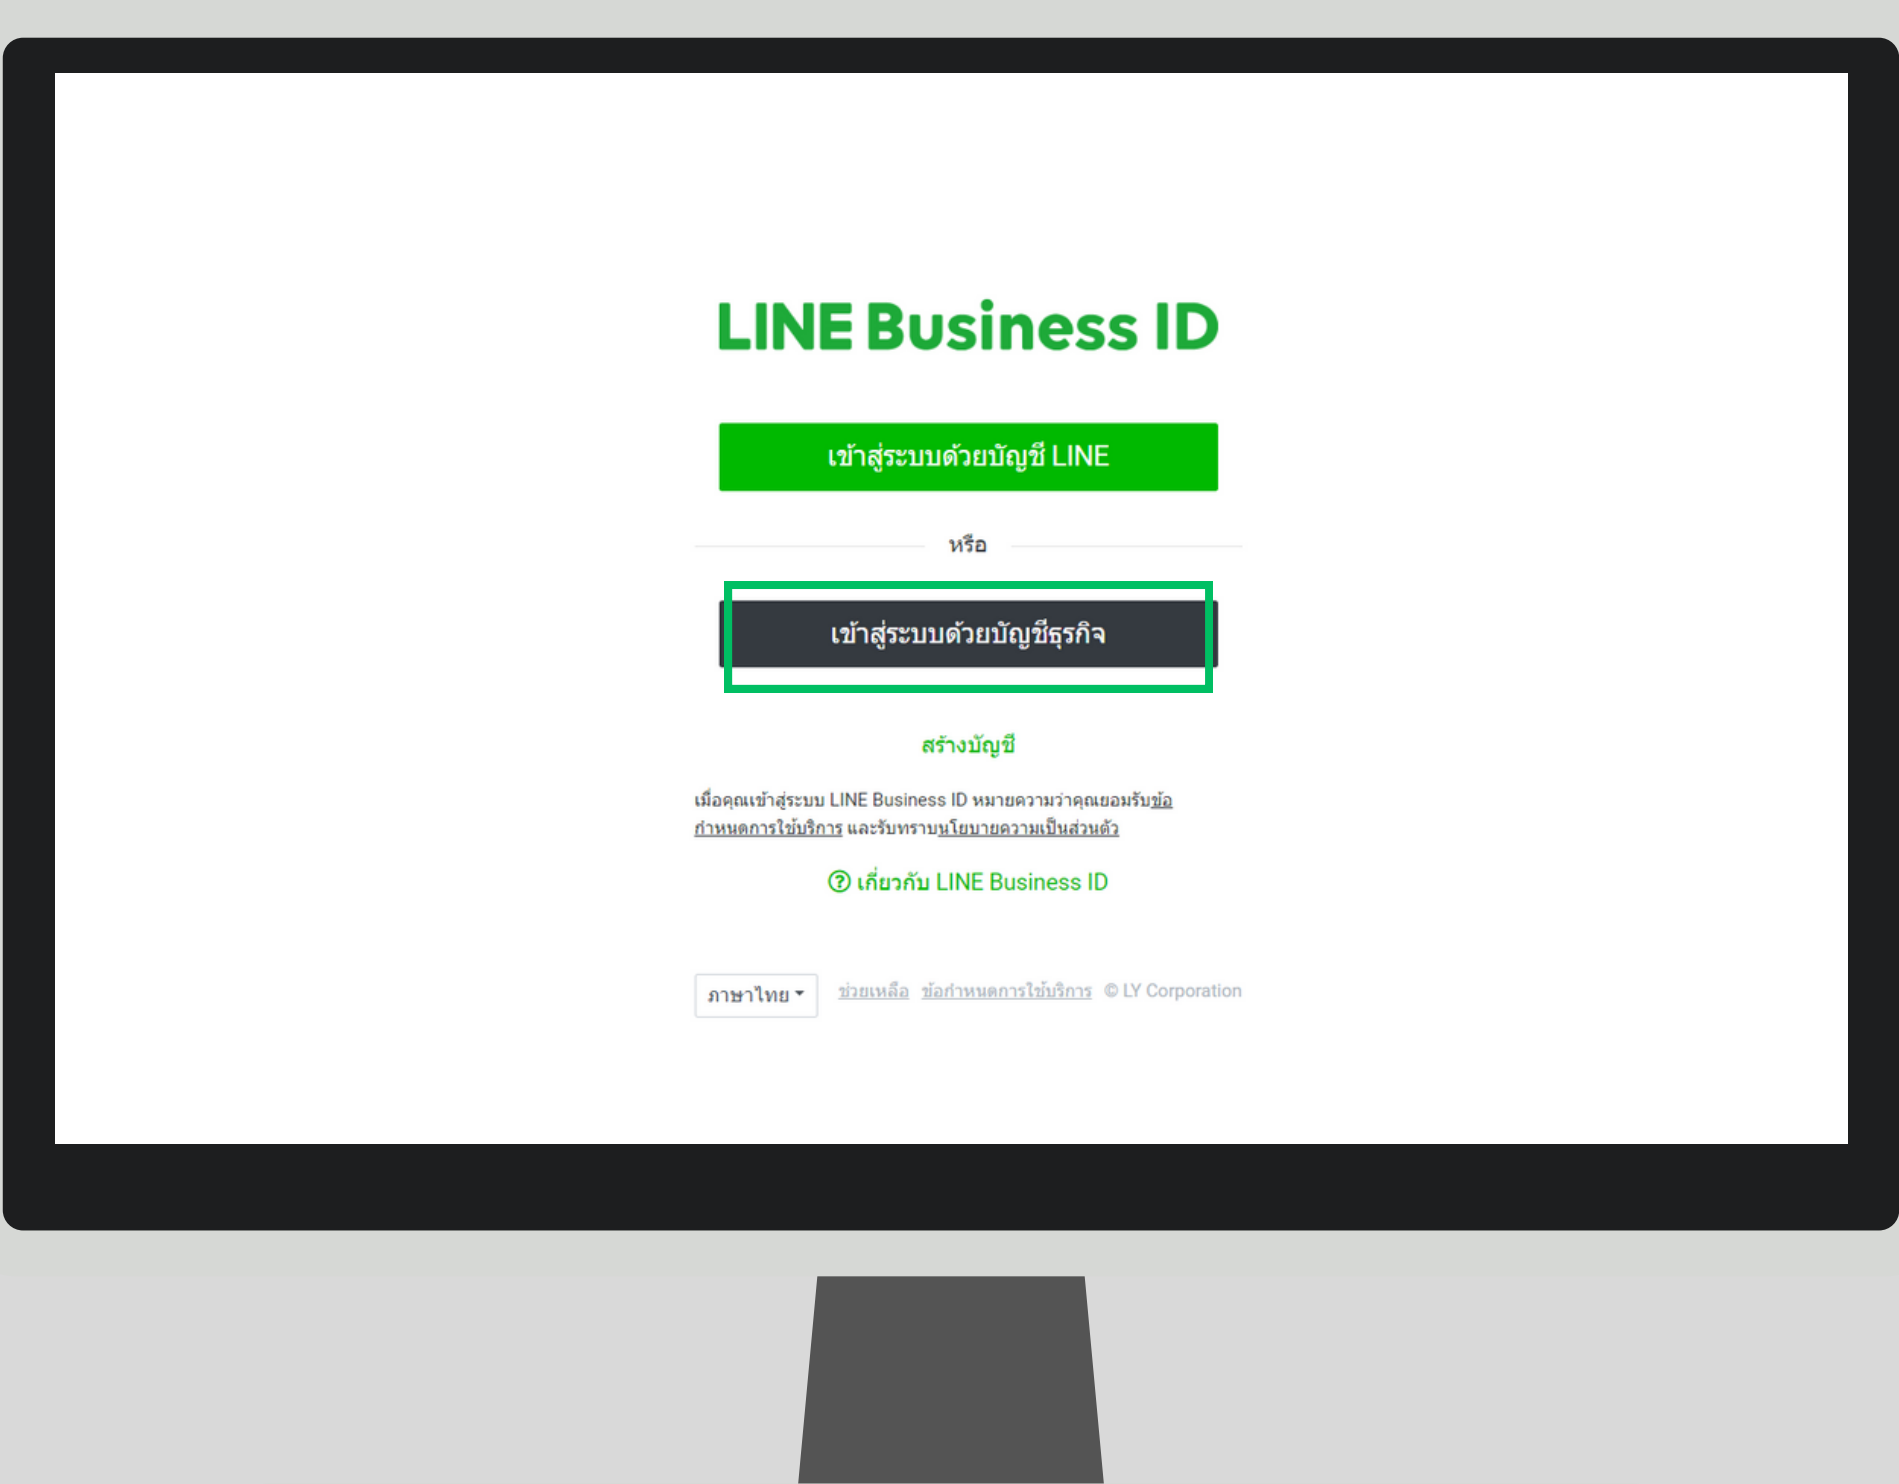 LINE Business ID
เข้าสู่ระบบด้วยบัญชี LINE
หรือ
เข้าสู่ระบบด้วยบัญชีธุรกิจ
สร้างบัญชี
เมื่อคุณเข้าสู่ระบบ LINE Business ID หมายความว่าคุณยอมรับข้อ
กำหนดการใช้บริการ และรับทราบนโยบายความเป็นส่วนตัว
? เกี่ยวกับ LINE Business ID
ภาษาไทย ช่วยเหลือ ข้อกำหนดการใช้บริการ © LY Corporation